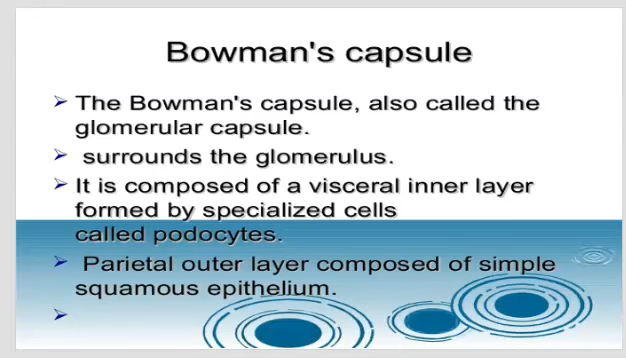 Bowman's capsule
➢ The Bowman's capsule, also called the
glomerular capsule.
➢ surrounds the glomerulus.
➢ It is composed of a visceral inner layer
formed by specialized cells
called podocytes.
➢ Parietal outer layer composed of simple
squamous epithelium.
➢